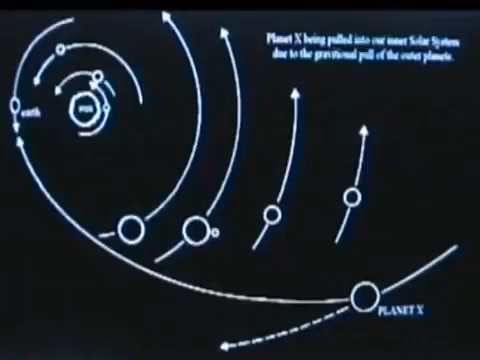 Planet X being pulled into our inner Solar System
due to the gravitional pull of the outer planets.
earth
PLANET X